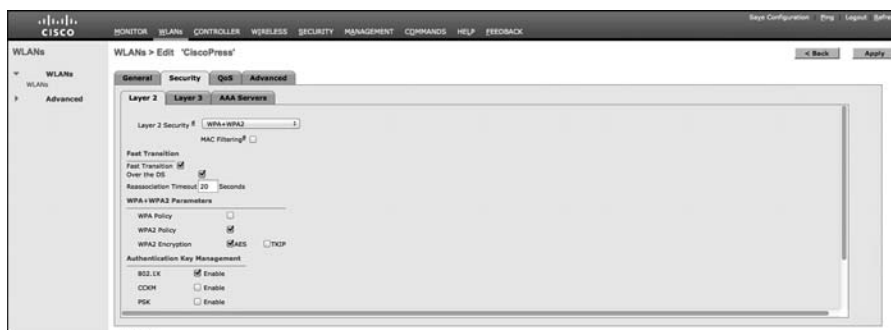 Save Configuration Ping Logout Refresh
CISCO
MONITOR WLANs CONTROLLER WIRELESS SECURITY MANAGEMENT COMMANDS HELP FEEDBACK
WLANs
WLANs > Edit 'CiscoPress'
< Back Apply
WLANs
WLANs
Advanced
General Security QoS Advanced
Layer 2 Layer 3 AAA Servers
Layer 2 Security WPA+WPA2
MAC Filtering
Fast Transition
Fast Transition
Over the DS
Reassociation Timeout 20 Seconds
WPA+WPA2 Parameters
WPA Policy
WPA2 Policy
WPA2 Encryption AES TKIP
Authentication Key Management
802.1X Enable
CCKM Enable
PSK Enable